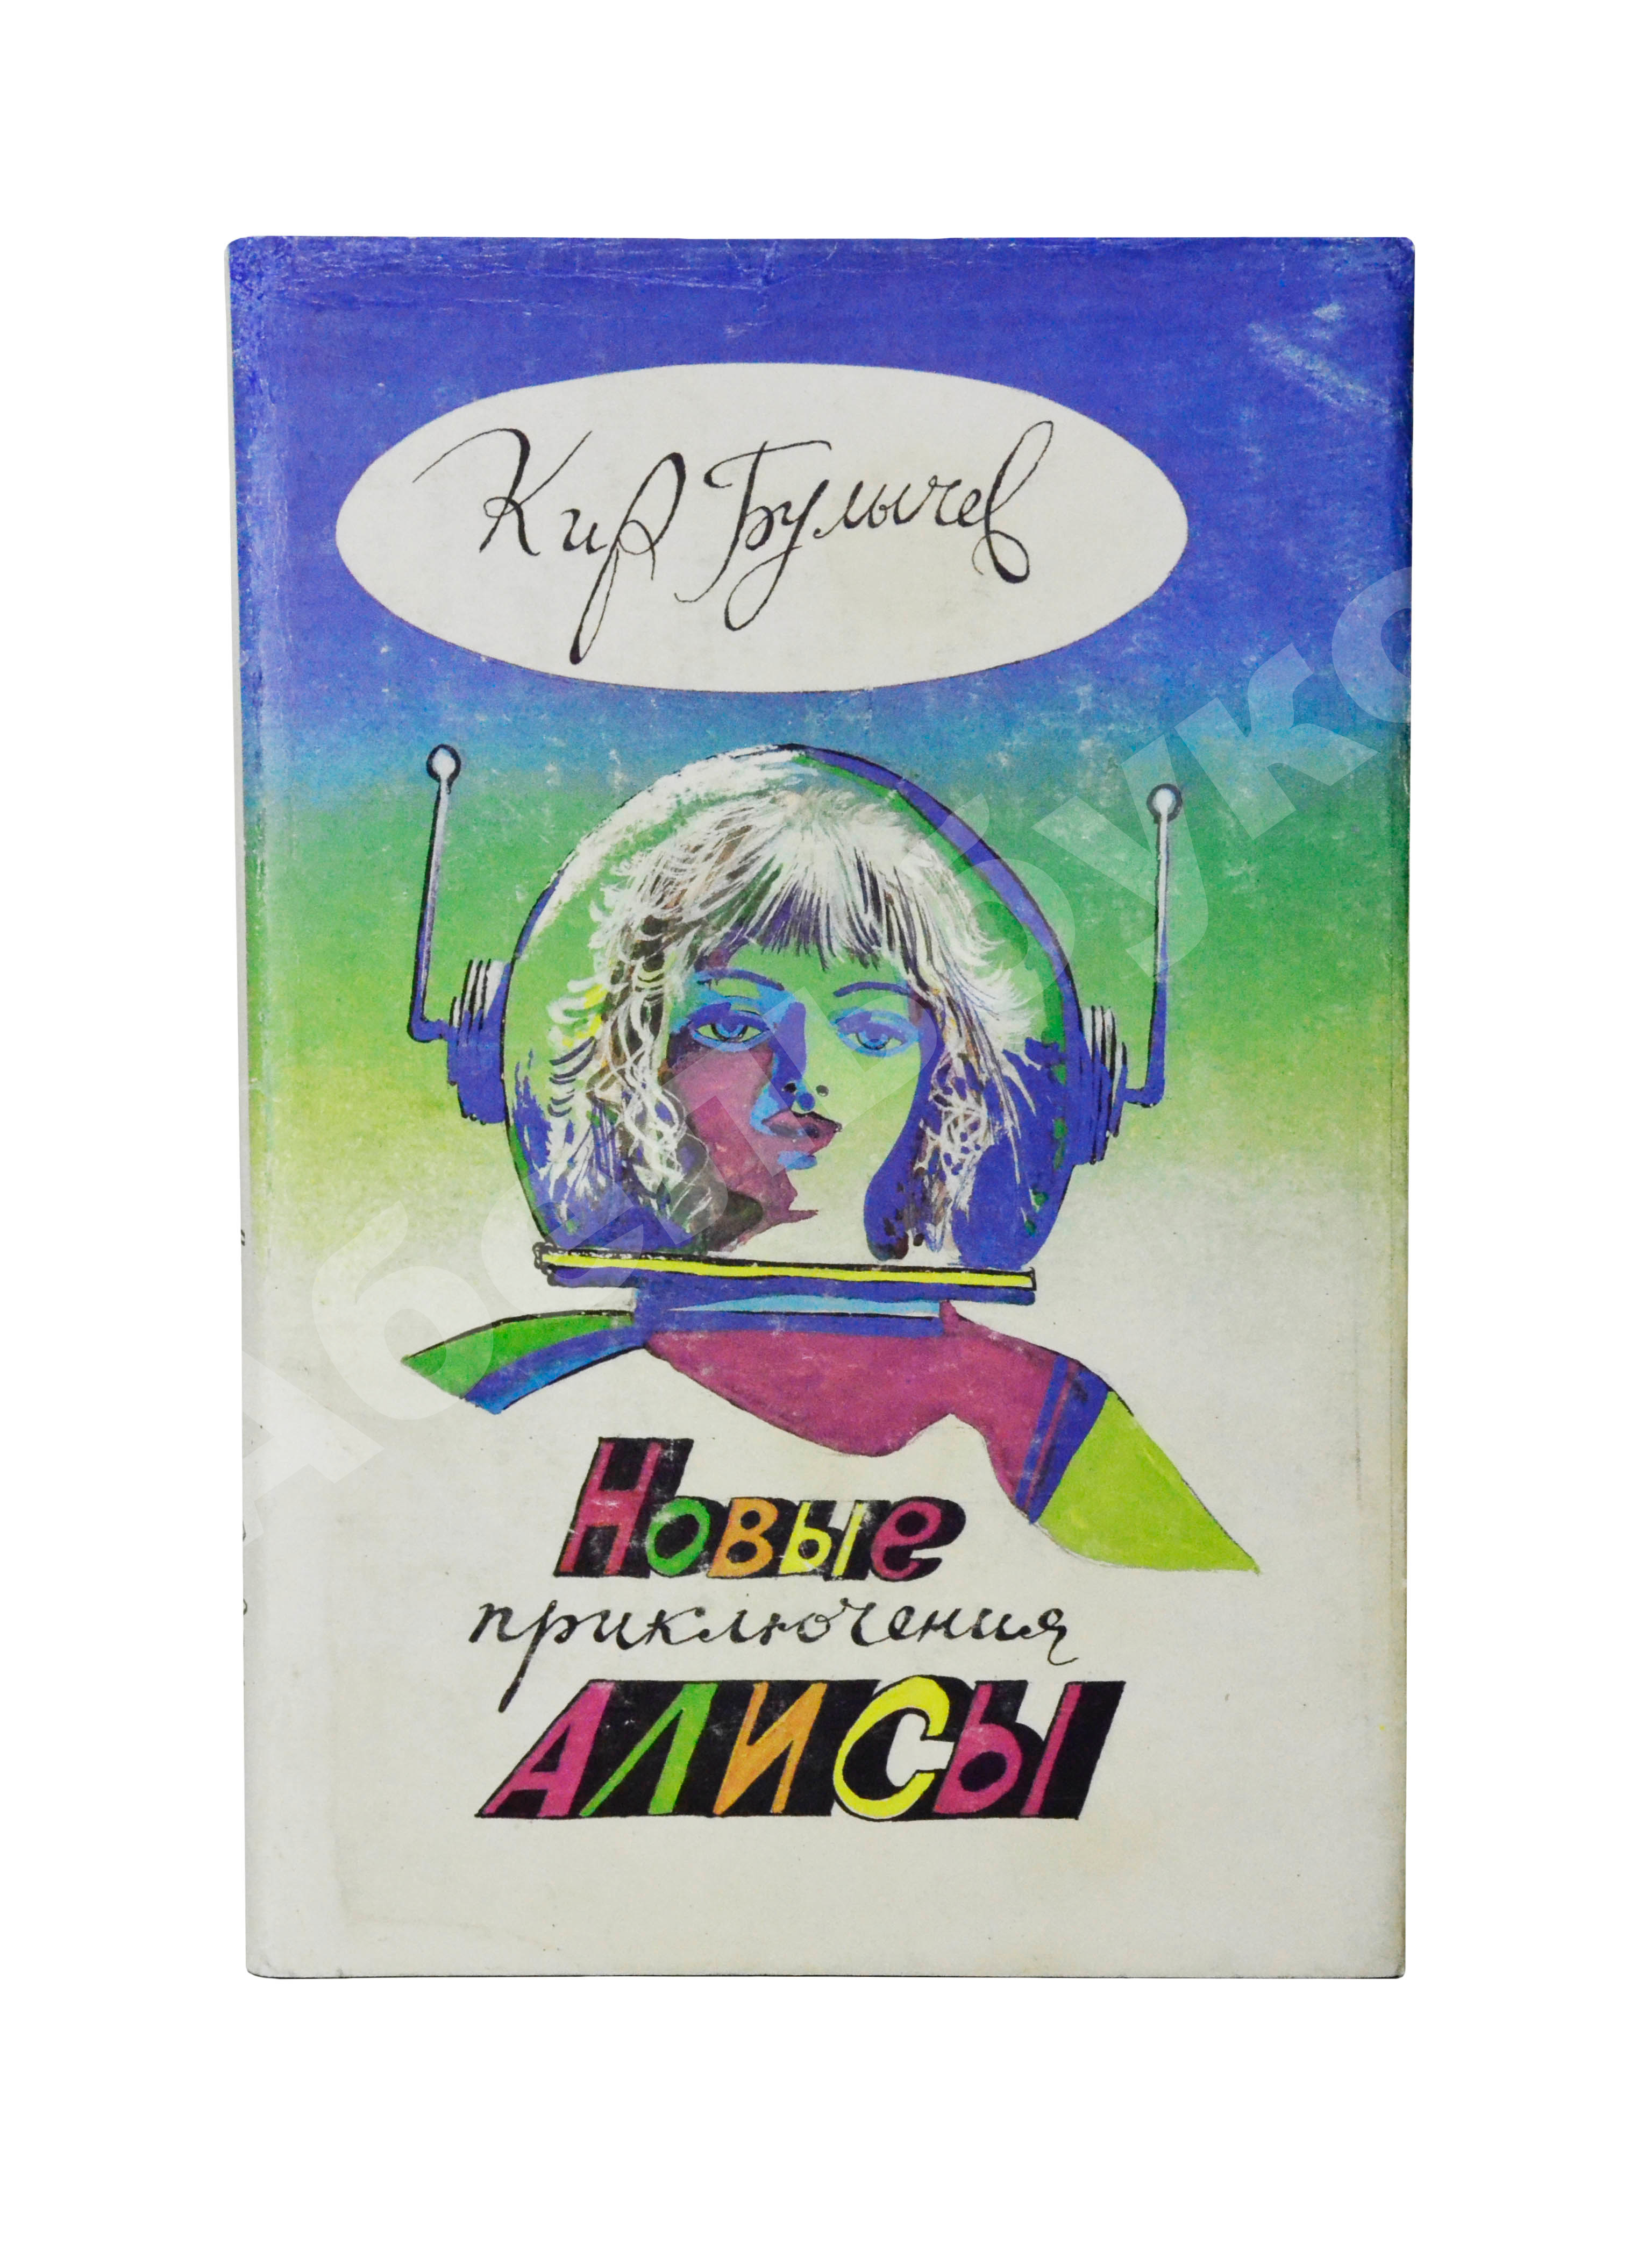 Кир Булычев
Новые
приключения
АЛИСЫ